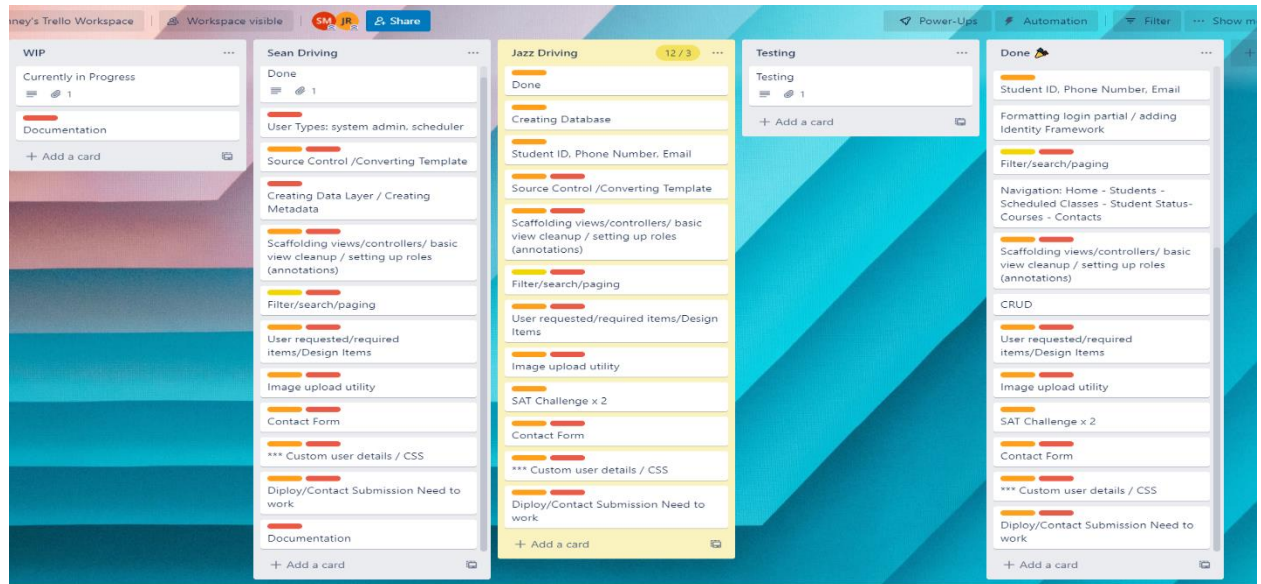 ney's Trello Workspace
Workspace visible
SM
JR
Share
Power-Ups
Automation
Filter
Show m
WIP
Currently in Progress
1
Documentation
+ Add a card
Sean Driving
Done
1
User Types: system admin, scheduler
Source Control /Converting Template
Creating Data Layer / Creating
Metadata
Scaffolding views/controllers/ basic
view cleanup / setting up roles
(annotations)
Filter/search/paging
User requested/required
items/Design Items
Image upload utility
Contact Form
*** Custom user details / CSS
Diploy/Contact Submission Need to
work
Documentation
+ Add a card
Jazz Driving
12 / 3
Done
Creating Database
Student ID, Phone Number, Email
Source Control /Converting Template
Scaffolding views/controllers/ basic
view cleanup / setting up roles
(annotations)
Filter/search/paging
User requested/required items/Design
Items
Image upload utility
SAT Challenge x 2
Contact Form
*** Custom user details / CSS
Diploy/Contact Submission Need to
work
+ Add a card
Testing
Testing
1
+ Add a card
Done
Student ID, Phone Number, Email
Formatting login partial / adding
Identity Framework
Filter/search/paging
Navigation: Home - Students -
Scheduled Classes - Student Status-
Courses - Contacts
Scaffolding views/controllers/ basic
view cleanup / setting up roles
(annotations)
CRUD
User requested/required
items/Design Items
Image upload utility
SAT Challenge x 2
Contact Form
*** Custom user details / CSS
Diploy/Contact Submission Need to
work
+ Add a card